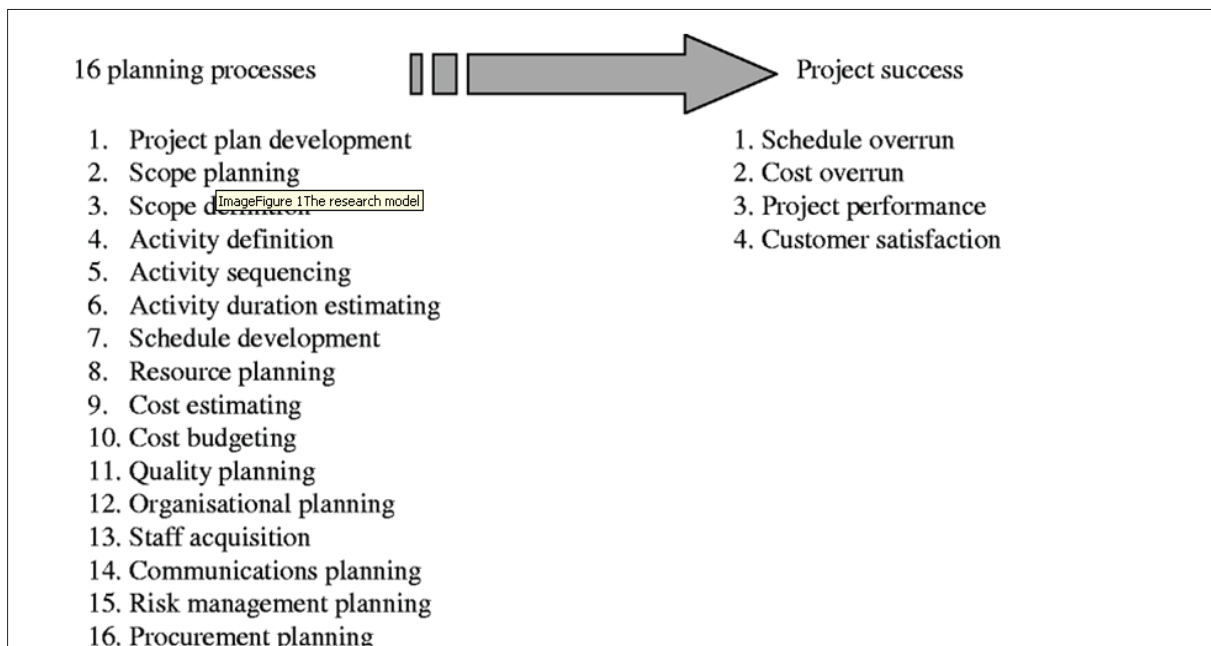 16 planning processes
Project success
1. Project plan development
2. Scope planning
3. Scope definition
4. Activity definition
5. Activity sequencing
6. Activity duration estimating
7. Schedule development
8. Resource planning
9. Cost estimating
10. Cost budgeting
11. Quality planning
12. Organisational planning
13. Staff acquisition
14. Communications planning
15. Risk management planning
16. Procurement planning
ImageFigure 1The research model
1. Schedule overrun
2. Cost overrun
3. Project performance
4. Customer satisfaction